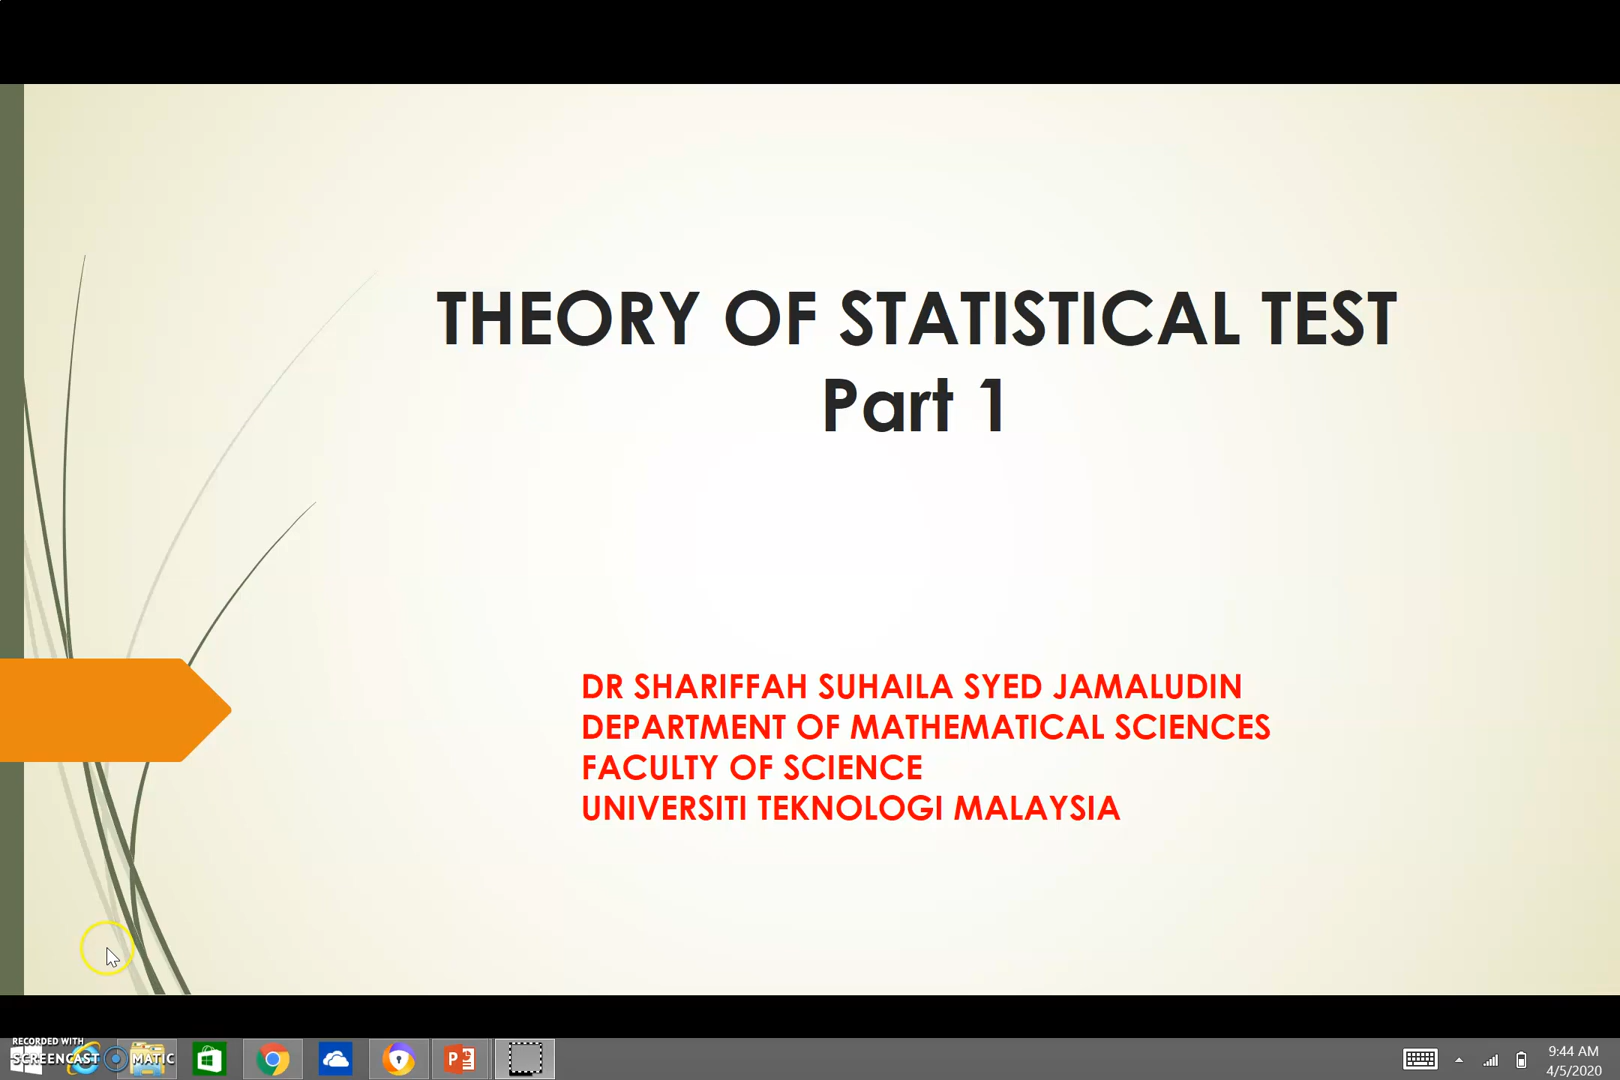 THEORY OF STATISTICAL TEST
Part 1
DR SHARIFFAH SUHAILA SYED JAMALUDIN
DEPARTMENT OF MATHEMATICAL SCIENCES
FACULTY OF SCIENCE
UNIVERSITI TEKNOLOGI MALAYSIA
RECORDED WITH
SCREENCAST MATIC
9:44 AM
4/5/2020